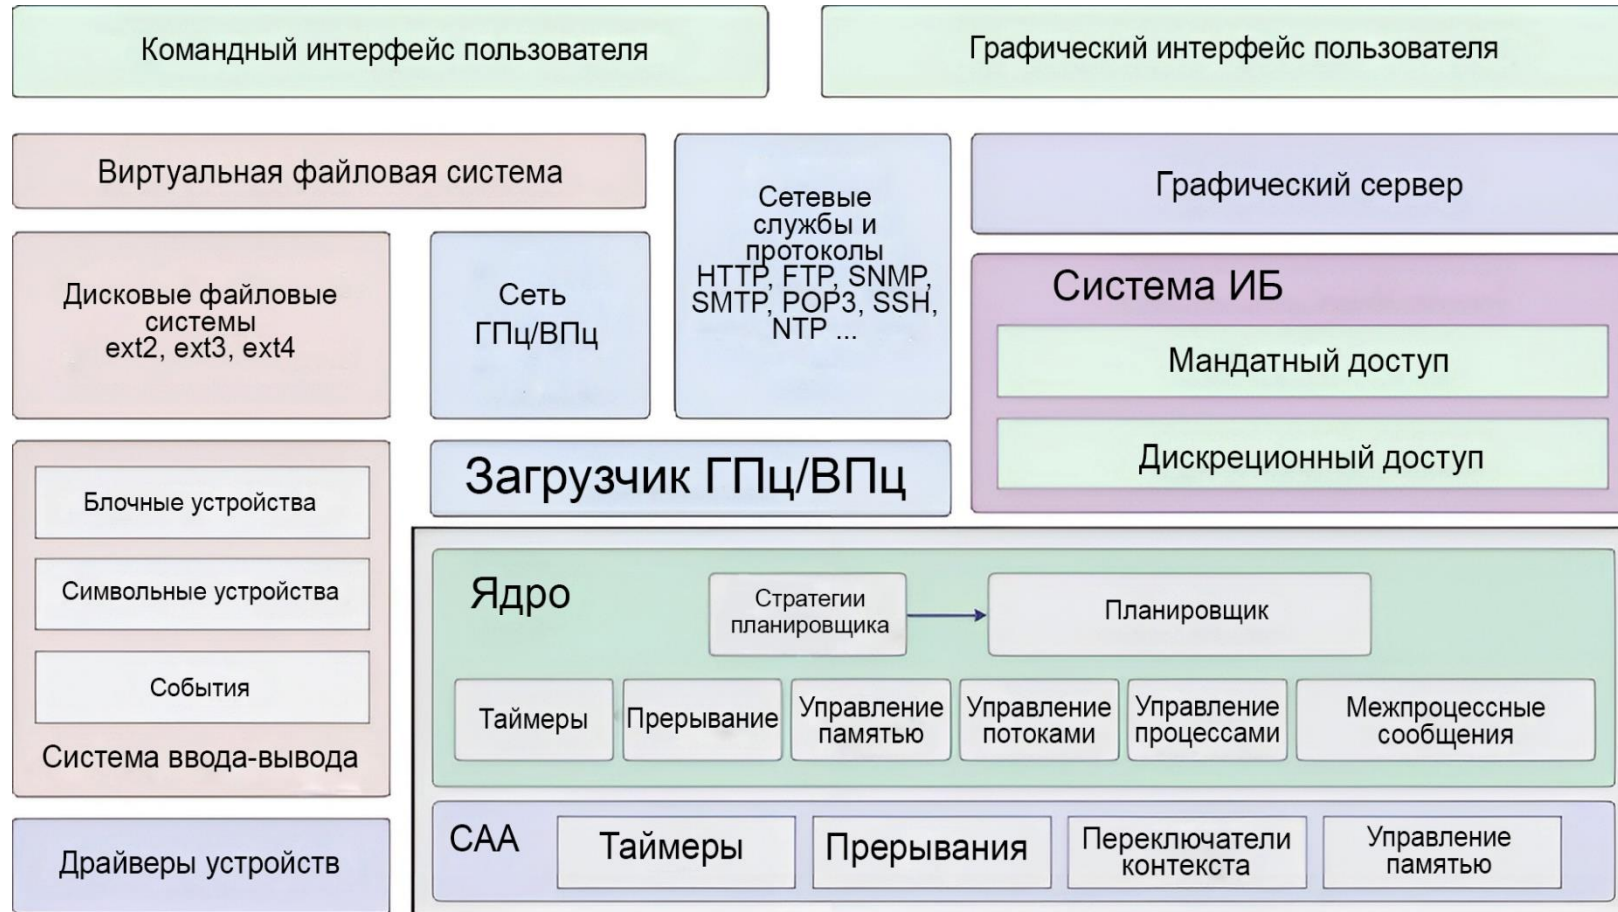 Командный интерфейс пользователя
Графический интерфейс пользователя
Виртуальная файловая система
Сетевые
службы и
протоколы
HTTP, FTP, SNMP,
SMTP, POP3, SSH,
NTP ...
Графический сервер
Дисковые файловые
системы
ext2, ext3, ext4
Сеть
ГПц/ВПц
Система ИБ
Мандатный доступ
Дискреционный доступ
Загрузчик ГПц/ВПц
Блочные устройства
Символьные устройства
События
Система ввода-вывода
Драйверы устройств
Ядро
Стратегии
планировщика
Планировщик
Таймеры
Прерывание
Управление
памятью
Управление
потоками
Управление
процессами
Межпроцессные
сообщения
САА
Таймеры
Прерывания
Переключатели
контекста
Управление
памятью